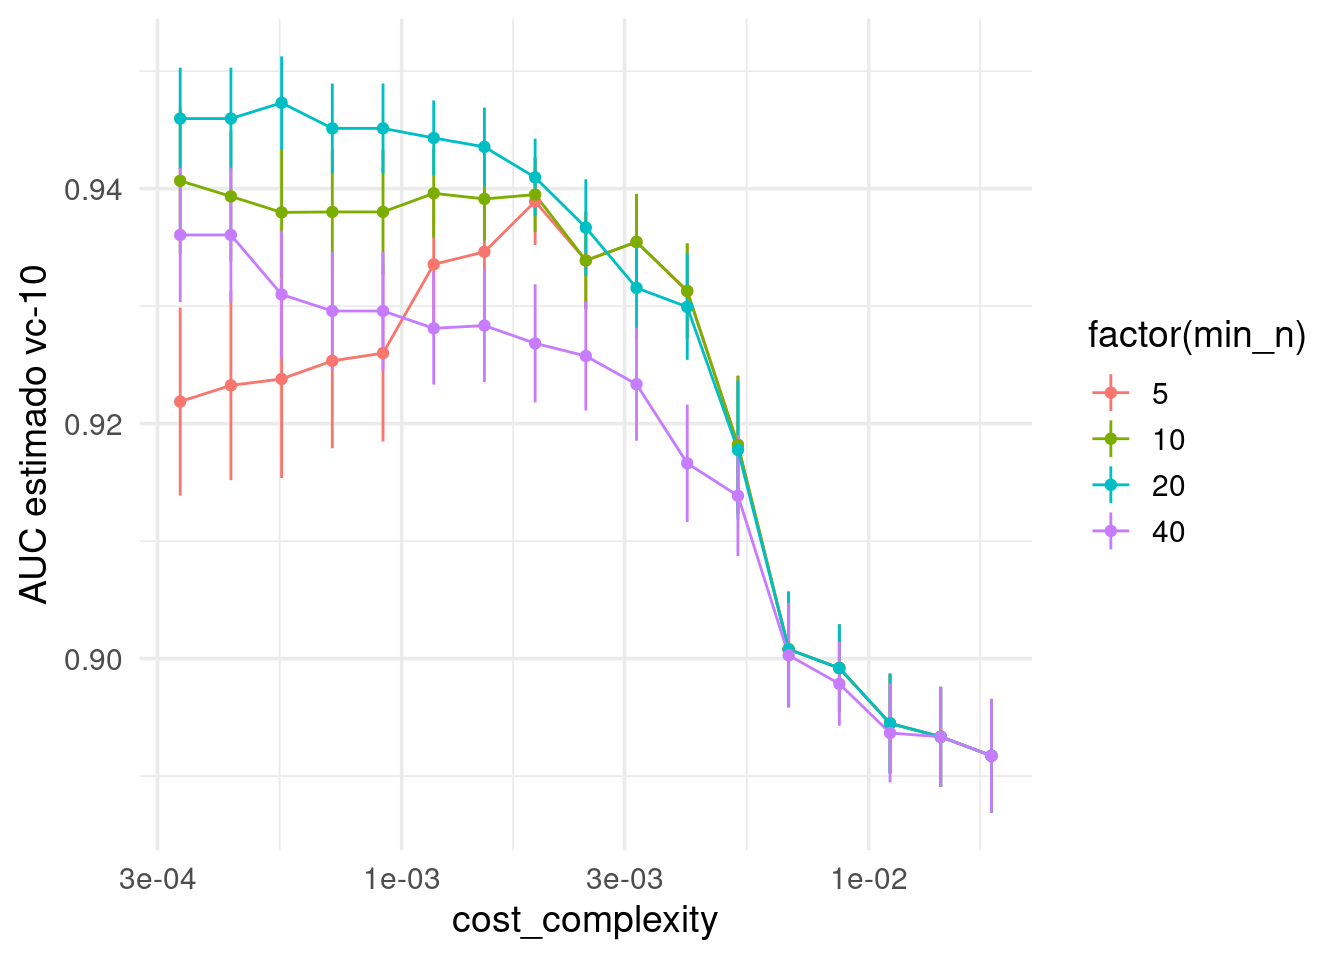 AUC estimado vc-10
0.94
0.92
0.90
3e-04
1e-03
3e-03
1e-02
cost_complexity
factor(min_n)
5
10
20
40